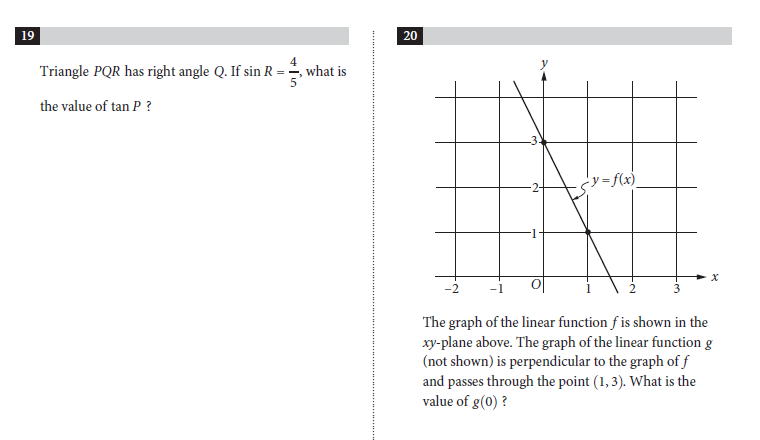 19
Triangle PQR has right angle Q. If sin R = 4/5, what is
the value of tan P ?
20
y
3
y = f(x)
2
1
-2 -1 O 1 2 3 x
The graph of the linear function f is shown in the
xy-plane above. The graph of the linear function g
(not shown) is perpendicular to the graph of f
and passes through the point (1, 3). What is the
value of g(0) ?